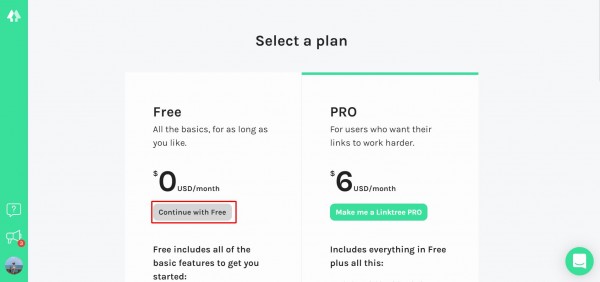 Select a plan
Free
All the basics, for as long as
you like.
$0 USD/month
Continue with Free
Free includes all of the
basic features to get you
started:
PRO
For users who want their
links to work harder.
$6 USD/month
Make me a Linktree PRO
Includes everything in Free
plus all this:
3